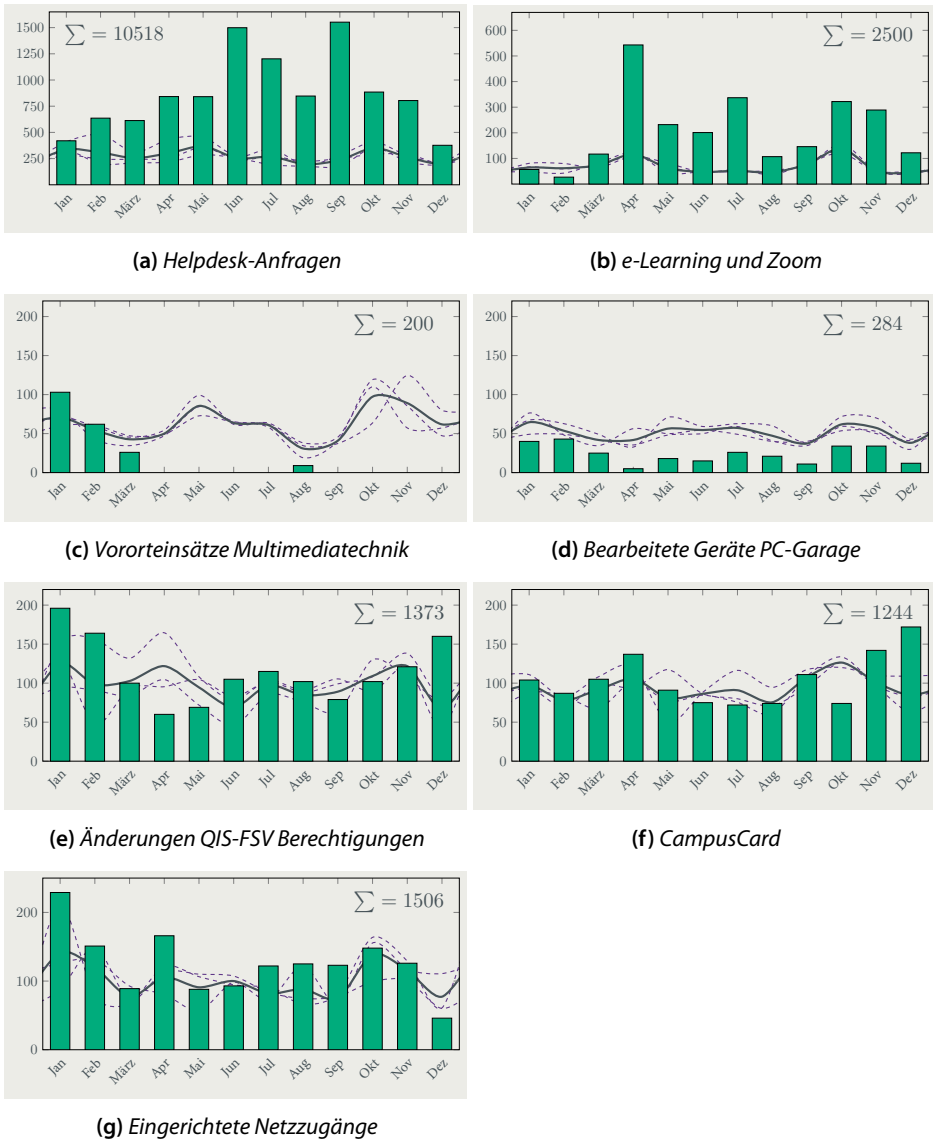 1500
1250
1000
750
500
250
∑ = 10518
Jan Feb März Apr Mai Jun Jul Aug Sep Okt Nov Dez
(a) Helpdesk-Anfragen
600
500
400
300
200
100
∑ = 2500
Jan Feb März Apr Mai Jun Jul Aug Sep Okt Nov Dez
(b) e-Learning und Zoom
200
150
100
50
0
∑ = 200
Jan Feb März Apr Mai Jun Jul Aug Sep Okt Nov Dez
(c) Vororteinsätze Multimediatechnik
200
150
100
50
0
∑ = 284
Jan Feb März Apr Mai Jun Jul Aug Sep Okt Nov Dez
(d) Bearbeitete Geräte PC-Garage
200
150
100
50
0
∑ = 1373
Jan Feb März Apr Mai Jun Jul Aug Sep Okt Nov Dez
(e) Änderungen QIS-FSV Berechtigungen
200
150
100
50
0
∑ = 1244
Jan Feb März Apr Mai Jun Jul Aug Sep Okt Nov Dez
(f) CampusCard
200
100
0
∑ = 1506
Jan Feb März Apr Mai Jun Jul Aug Sep Okt Nov Dez
(g) Eingerichtete Netzzugänge